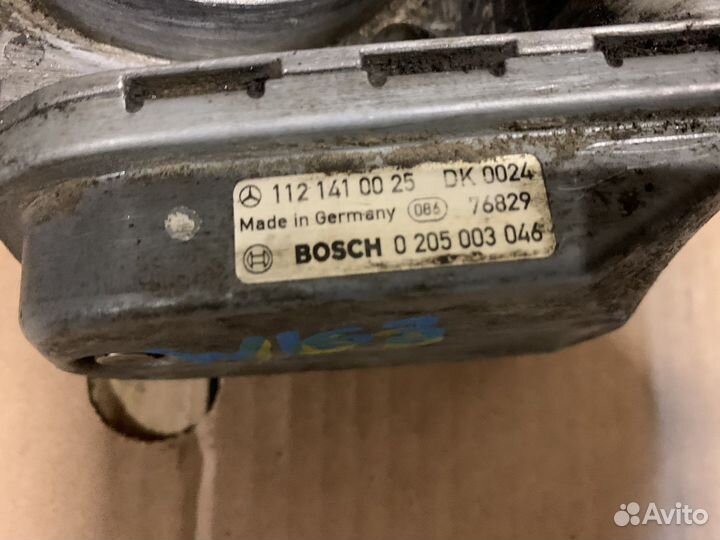 112 141 00 25 DK 0024
Made in Germany 086 76829
BOSCH 0 205 003 046
W163
Avito